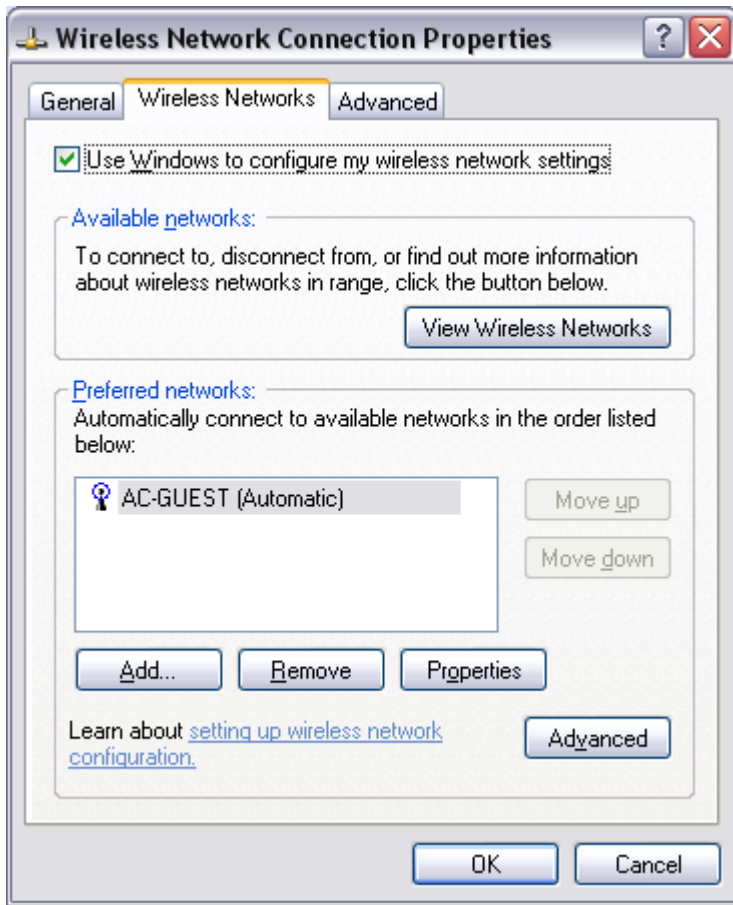 Wireless Network Connection Properties
General
Wireless Networks
Advanced
Use Windows to configure my wireless network settings
Available networks:
To connect to, disconnect from, or find out more information
about wireless networks in range, click the button below.
View Wireless Networks
Preferred networks:
Automatically connect to available networks in the order listed
below:
AC-GUEST (Automatic)
Move up
Move down
Add...
Remove
Properties
Learn about setting up wireless network
configuration.
Advanced
OK
Cancel